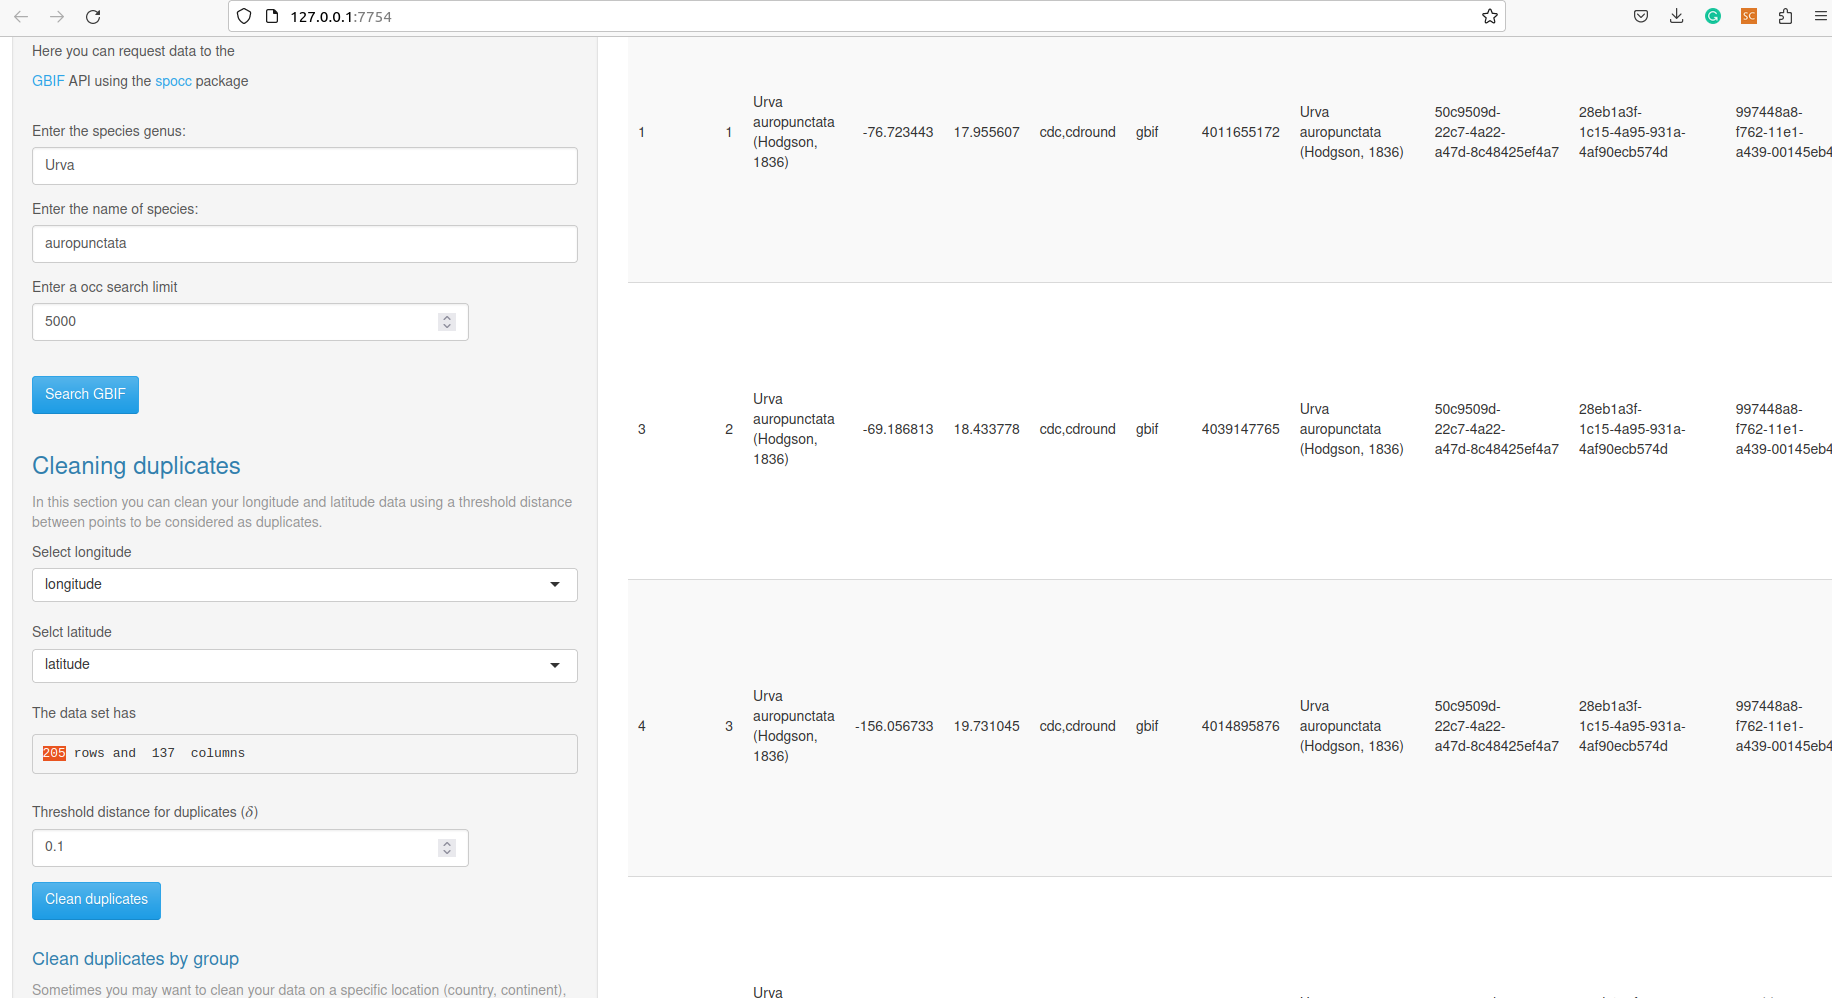 127.0.0.1:7754
Here you can request data to the
GBIF API using the spocc package
Enter the species genus:
Urva
Enter the name of species:
auropunctata
Enter a occ search limit
5000
Search GBIF
Cleaning duplicates
In this section you can clean your longitude and latitude data using a threshold distance
between points to be considered as duplicates.
Select longitude
longitude
Selct latitude
latitude
The data set has
205 rows and 137 columns
Threshold distance for duplicates (δ)
0.1
Clean duplicates
Clean duplicates by group
Sometimes you may want to clean your data on a specific location (country, continent),
Urva
auropunctata
(Hodgson,
1836)
1 1 -76.723443 17.955607 cdc,cdround gbif 4011655172
Urva
auropunctata
(Hodgson, 1836)
50c9509d-
22c7-4a22-
a47d-8c48425ef4a7
28eb1a3f-
1c15-4a95-931a-
4af90ecb574d
997448a8-
f762-11e1-
a439-00145eb4
Urva
auropunctata
(Hodgson,
1836)
3 2 -69.186813 18.433778 cdc,cdround gbif 4039147765
Urva
auropunctata
(Hodgson, 1836)
50c9509d-
22c7-4a22-
a47d-8c48425ef4a7
28eb1a3f-
1c15-4a95-931a-
4af90ecb574d
997448a8-
f762-11e1-
a439-00145eb4
Urva
auropunctata
(Hodgson,
1836)
4 3 -156.056733 19.731045 cdc,cdround gbif 4014895876
Urva
auropunctata
(Hodgson, 1836)
50c9509d-
22c7-4a22-
a47d-8c48425ef4a7
28eb1a3f-
1c15-4a95-931a-
4af90ecb574d
997448a8-
f762-11e1-
a439-00145eb4
Urva